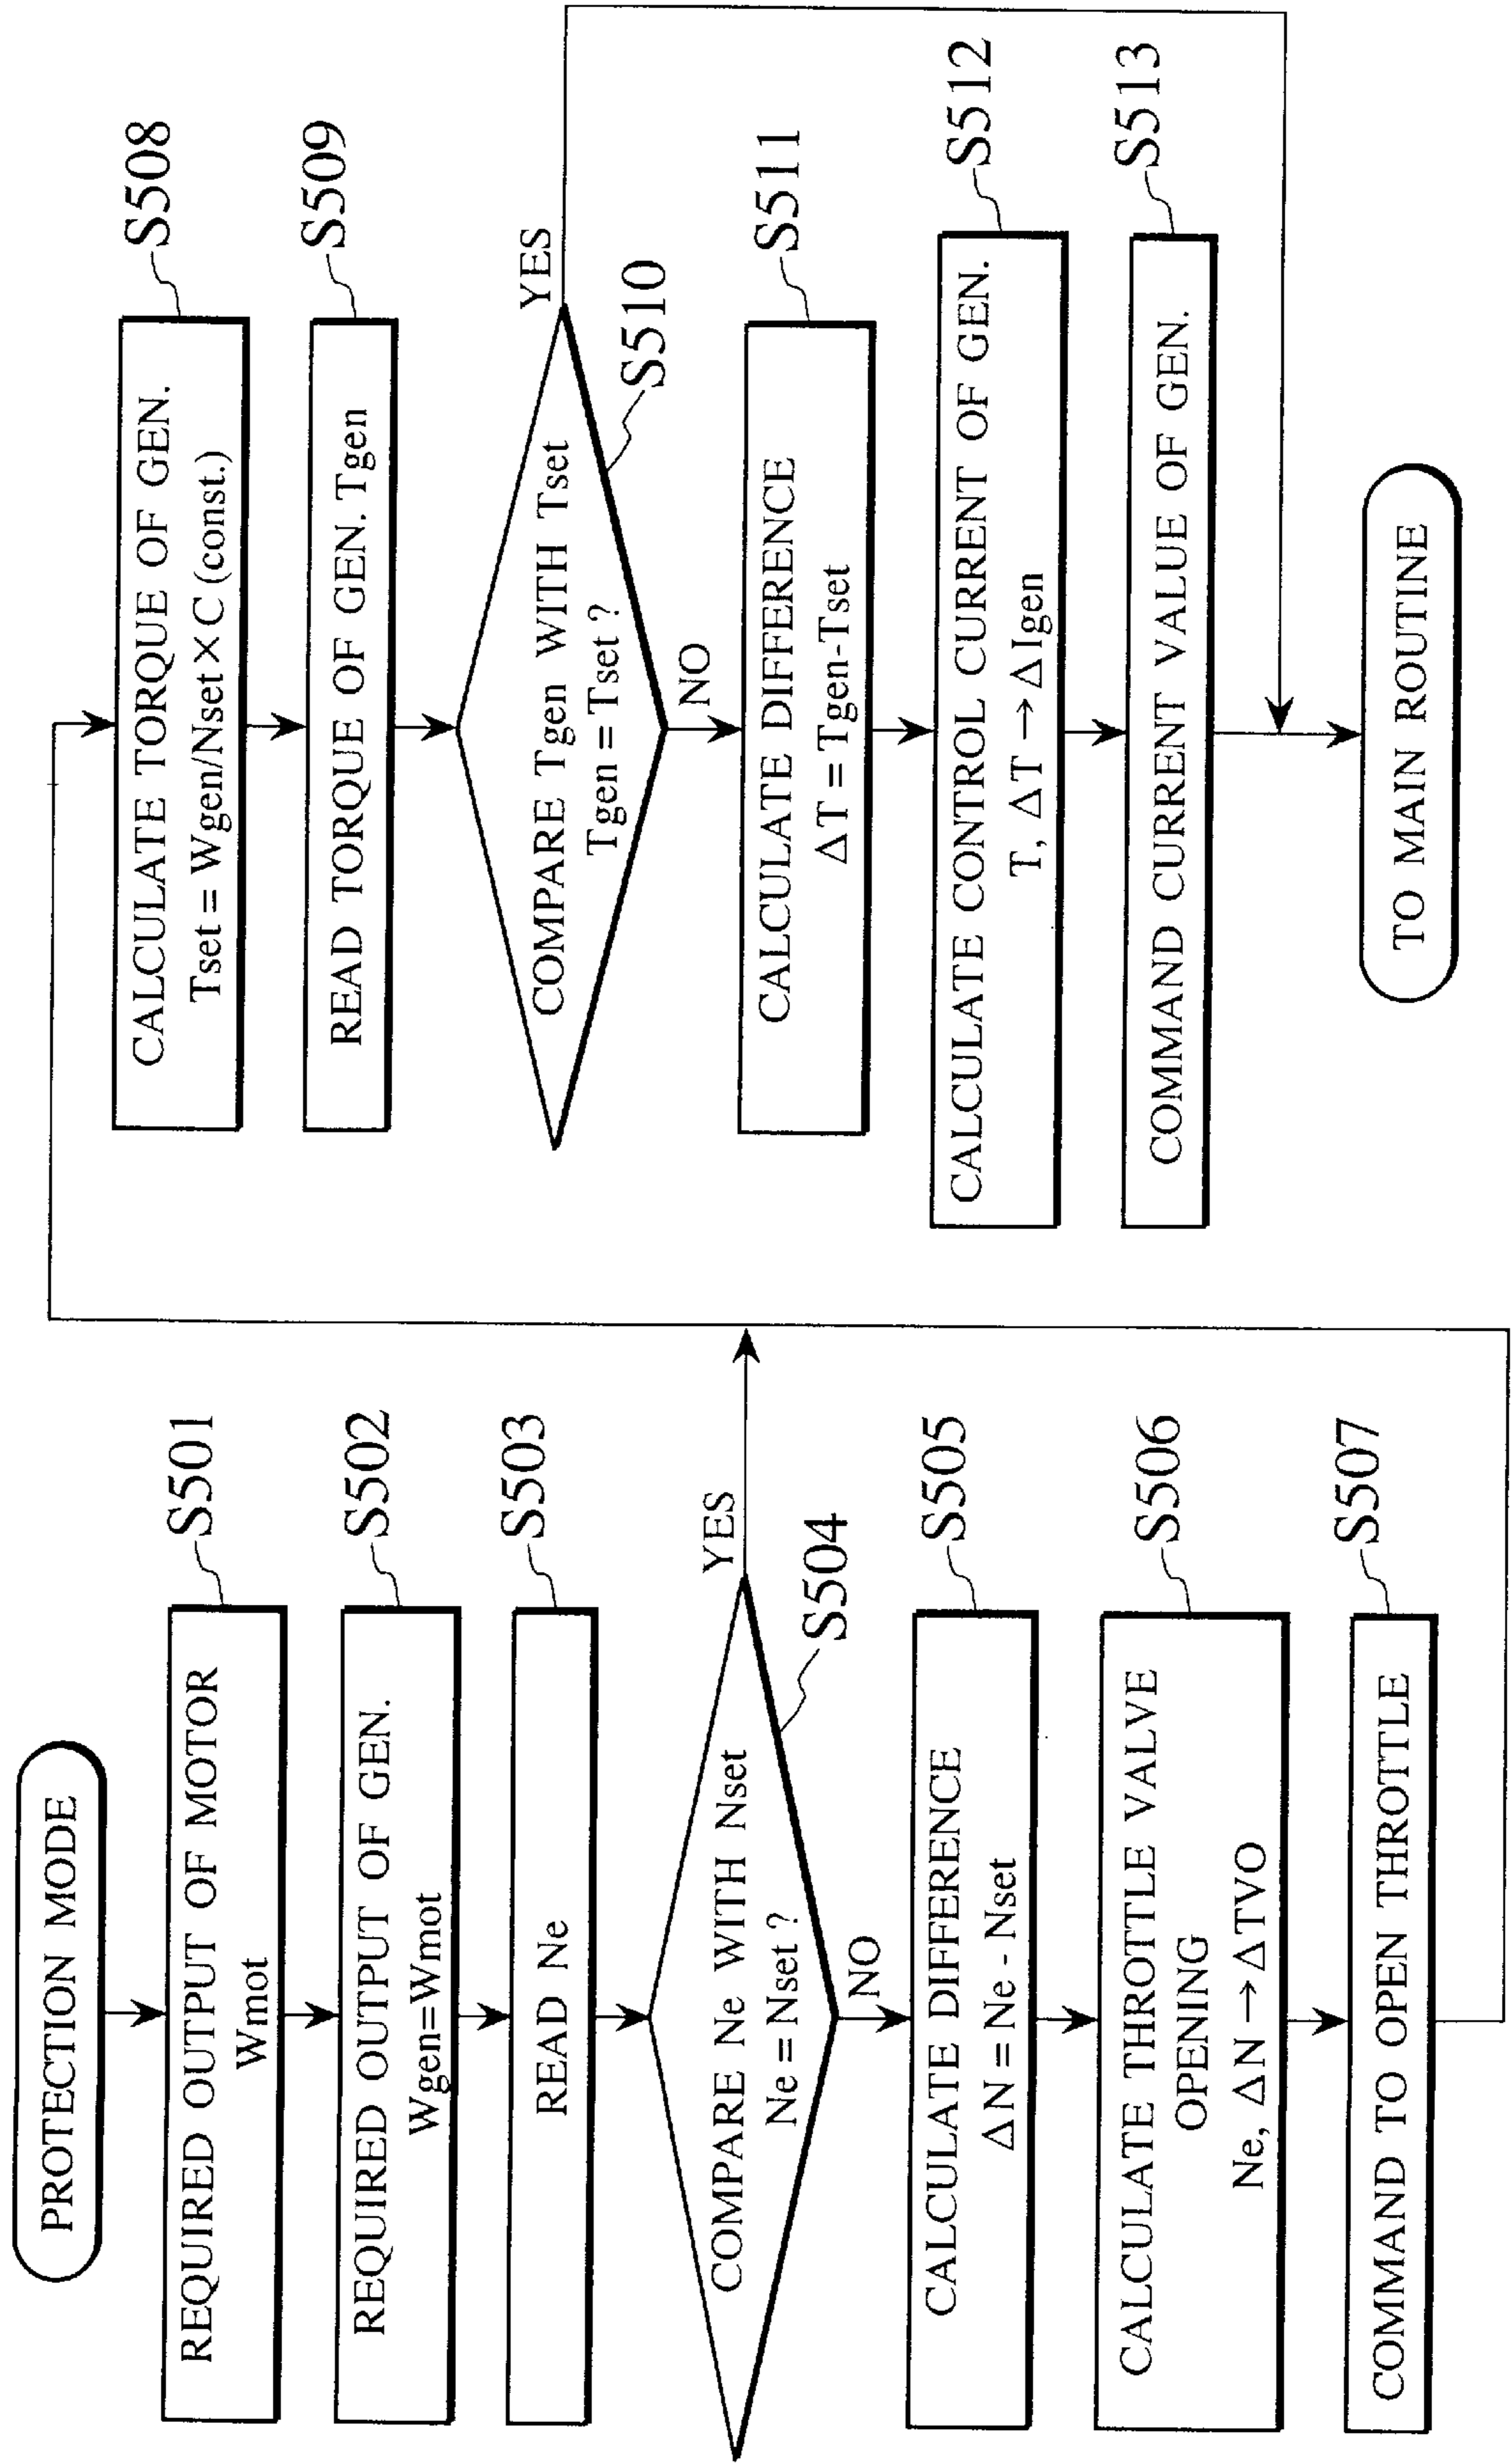 PROTECTION MODE
REQUIRED OUTPUT OF MOTOR
Wmot
S501
REQUIRED OUTPUT OF GEN.
Wgen=Wmot
S502
READ Ne
S503
COMPARE Ne WITH Nset
Ne = Nset ?
YES
S504
NO
CALCULATE DIFFERENCE
ΔN = Ne - Nset
S505
CALCULATE THROTTLE VALVE
OPENING
Ne, ΔN → ΔTVO
S506
COMMAND TO OPEN THROTTLE
S507
CALCULATE TORQUE OF GEN.
Tset = Wgen/Nset × C (const.)
S508
READ TORQUE OF GEN. Tgen
S509
COMPARE Tgen WITH Tset
Tgen = Tset ?
YES
S510
NO
CALCULATE DIFFERENCE
ΔT = Tgen-Tset
S511
CALCULATE CONTROL CURRENT OF GEN.
T, ΔT → ΔIgen
S512
COMMAND CURRENT VALUE OF GEN.
S513
TO MAIN ROUTINE